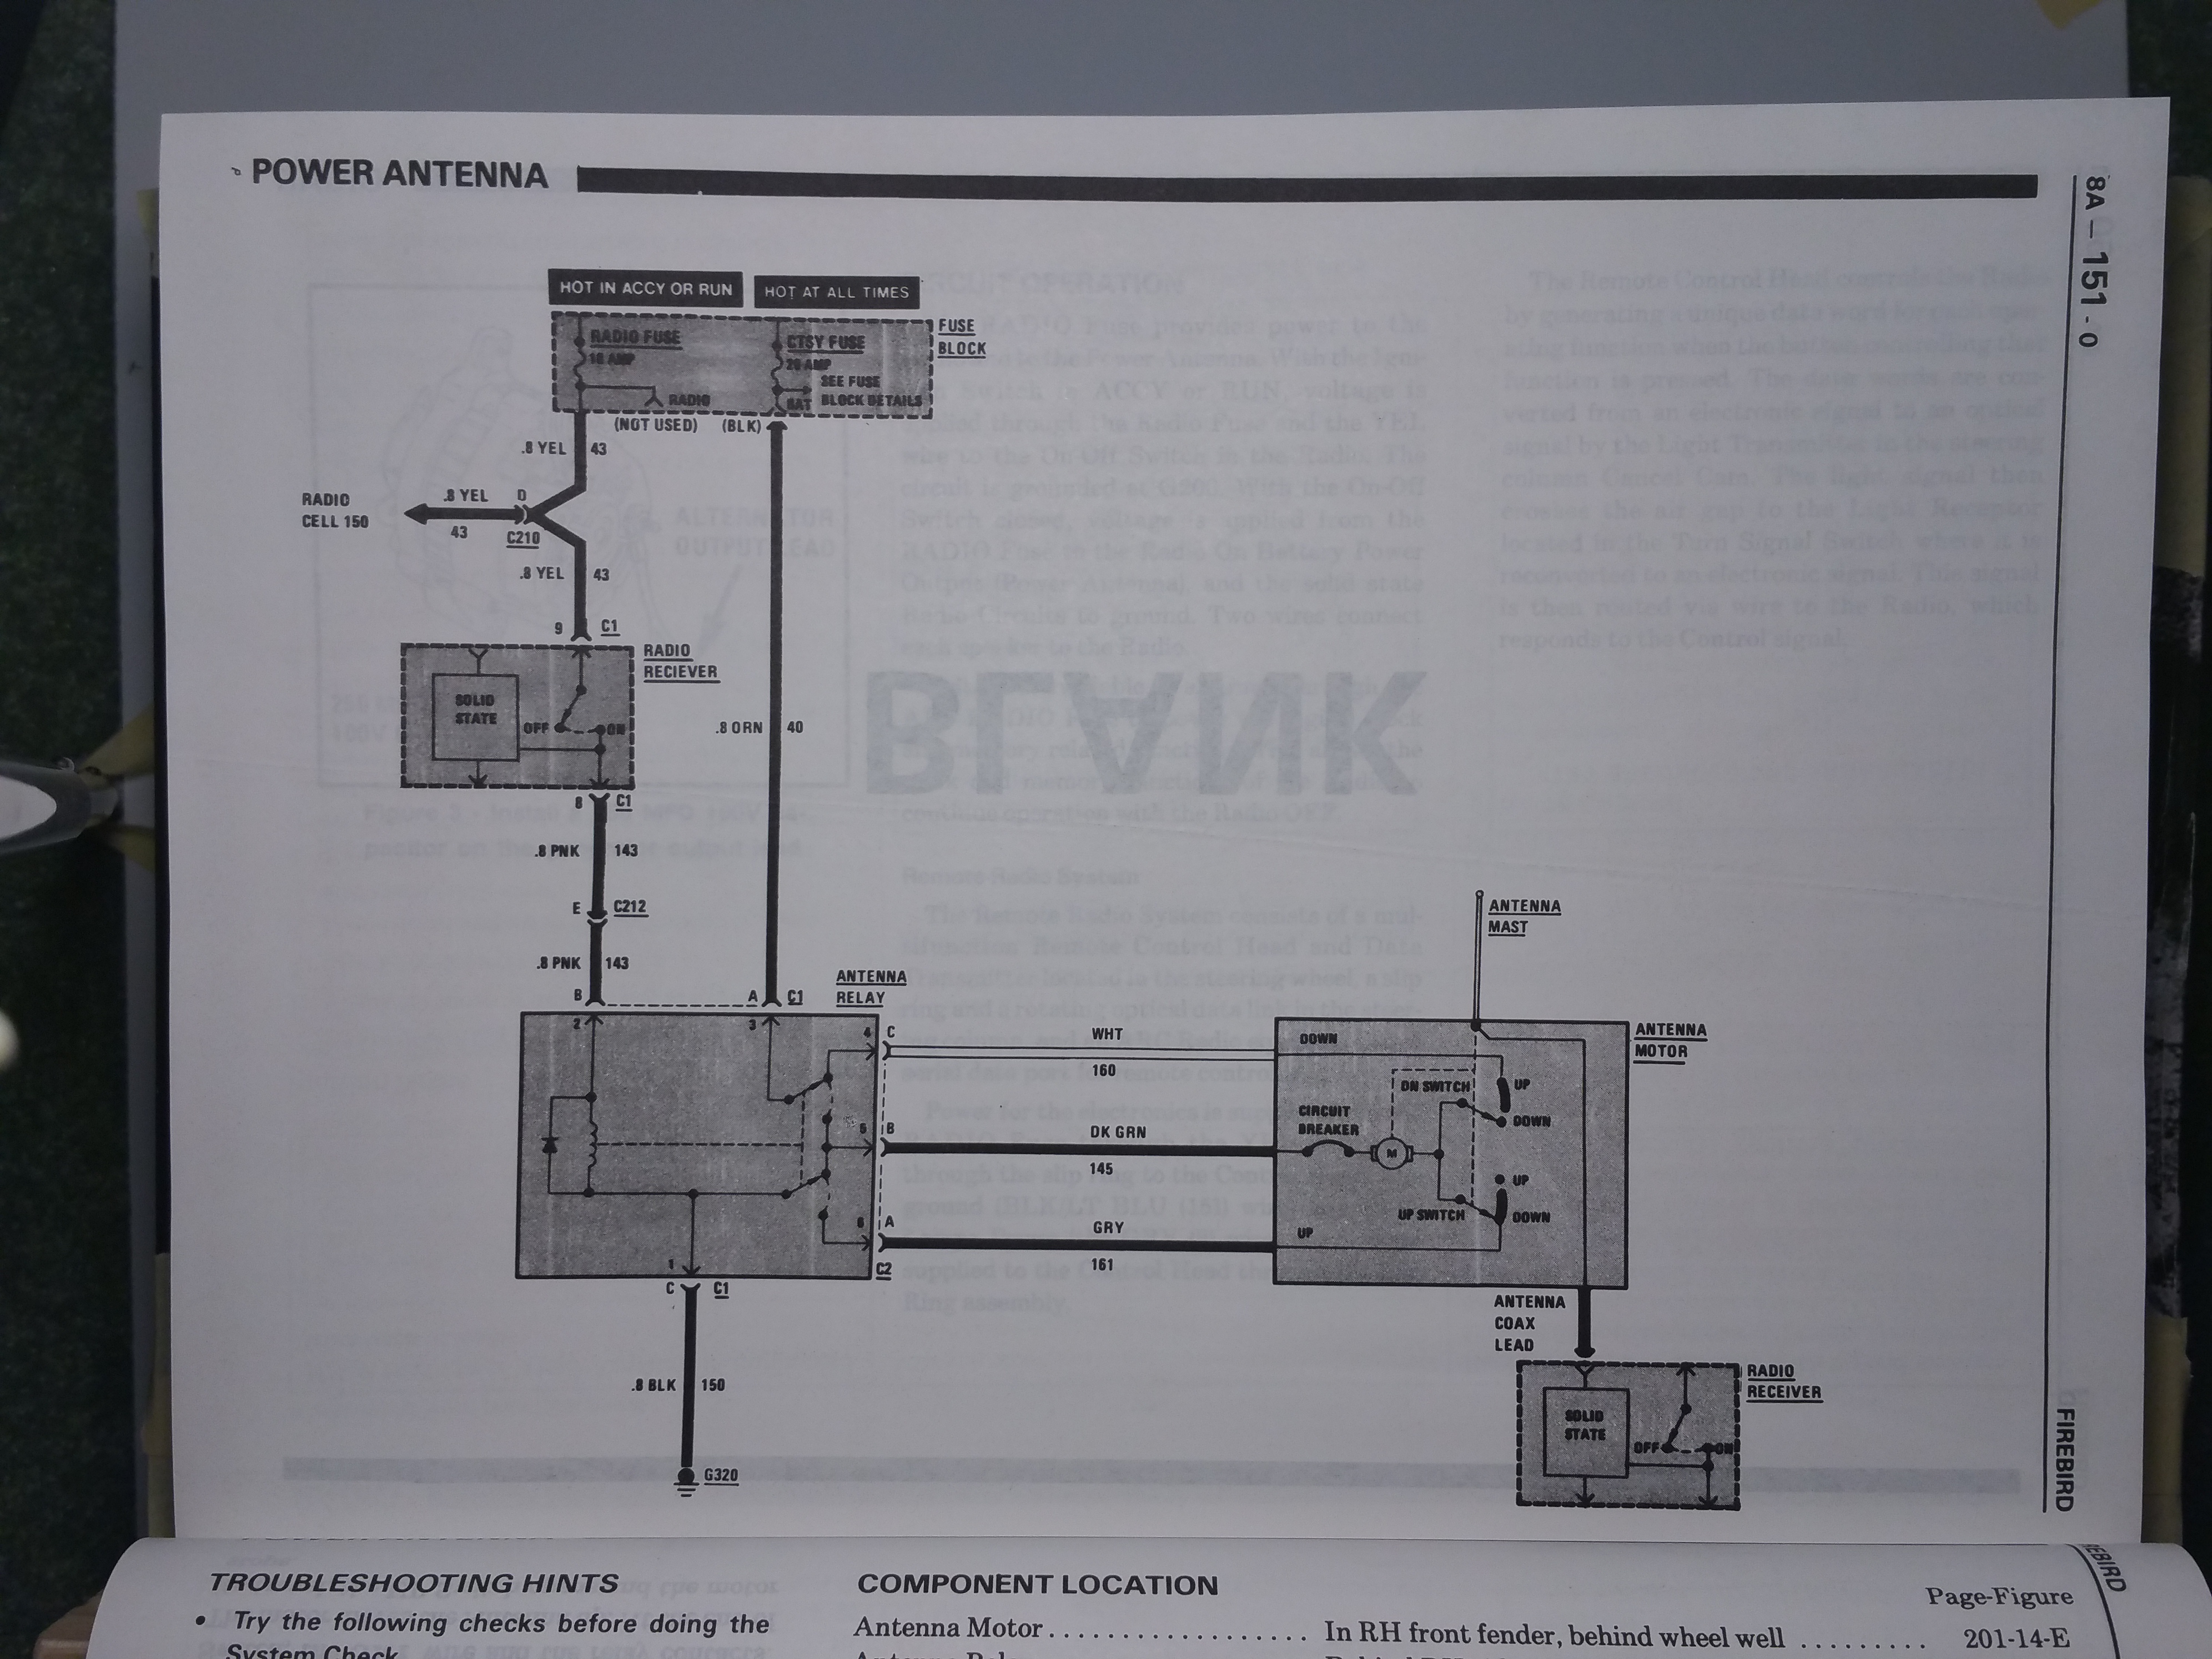 POWER ANTENNA
8A – 151 - 0
HOT IN ACCY OR RUN
HOT AT ALL TIMES
RADIO FUSE
10 AMP
RADIO
CTSY FUSE
20 AMP
SEE FUSE
BLOCK DETAILS
BAT
FUSE
BLOCK
(NOT USED)
(BLK)
.8 YEL
43
RADIO
CELL 150
.8 YEL
D
43
C210
.8 YEL
43
9
C1
RADIO
RECIEVER
SOLID
STATE
OFF
ON
.8 ORN
40
8
C1
.8 PNK
143
E
C212
.8 PNK
143
B
A
C1
ANTENNA
RELAY
2
3
4
C
5
B
6
A
C2
1
C
C1
WHT
160
DK GRN
145
GRY
161
ANTENNA
MAST
ANTENNA
MOTOR
DOWN
DN SWITCH
UP
DOWN
CIRCUIT
BREAKER
M
UP
UP SWITCH
DOWN
UP
ANTENNA
COAX
LEAD
RADIO
RECEIVER
SOLID
STATE
OFF
ON
.8 BLK
150
G320
FIREBIRD
TROUBLESHOOTING HINTS
• Try the following checks before doing the
System Check.
COMPONENT LOCATION
Page-Figure
Antenna Motor . . . . . . . . . . . . . . . . . . . In RH front fender, behind wheel well . . . . . . . . . 201-14-E